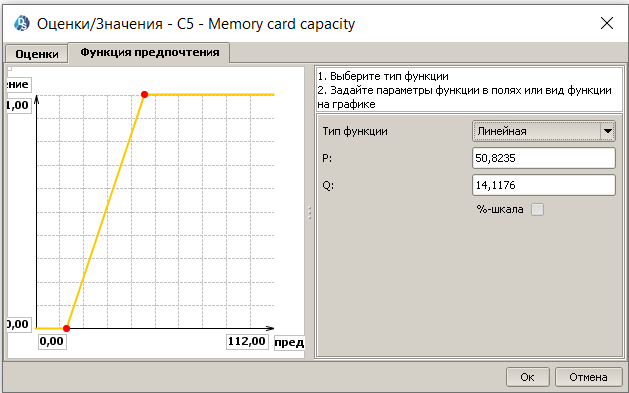 Оценки/Значения - C5 - Memory card capacity
Оценки
Функция предпочтения
ение
1,00
0,00
0,00
112,00
пред
1. Выберите тип функции
2. Задайте параметры функции в полях или вид функции
на графике
Тип функции
Линейная
P:
50,8235
Q:
14,1176
%-шкала
Ок
Отмена